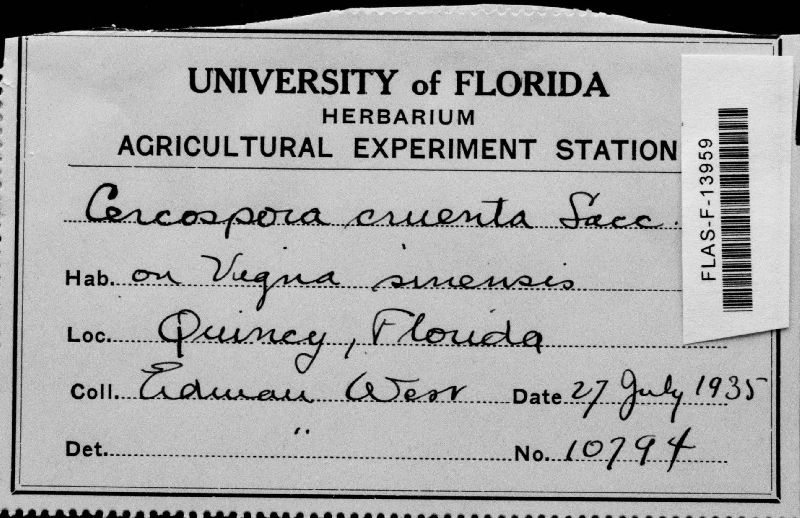 UNIVERSITY of FLORIDA
HERBARIUM
AGRICULTURAL EXPERIMENT STATION
Cercospora cruenta Sacc.
Hab. on Vigna sinensis
Loc. Quincy, Florida
Coll. Erdman West Date 27 July 1935
Det. " No. 10794
FLAS-F-13959